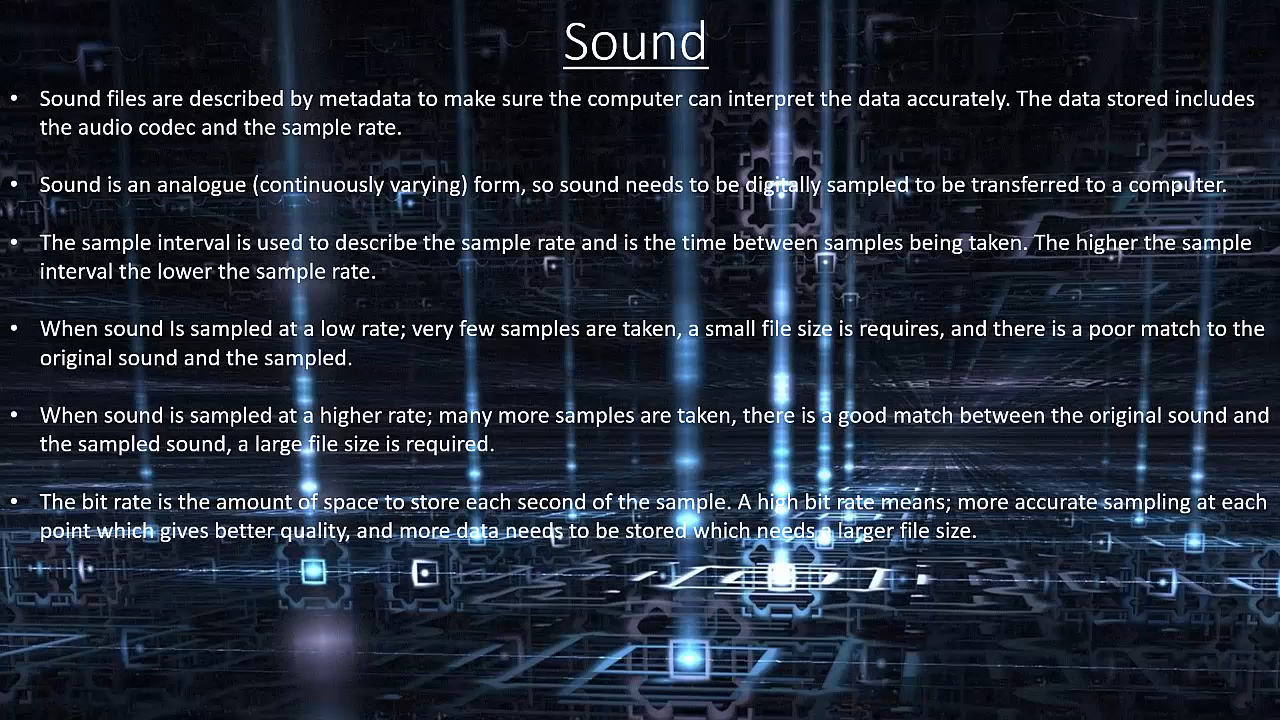 Sound
• Sound files are described by metadata to make sure the computer can interpret the data accurately. The data stored includes
the audio codec and the sample rate.
• Sound is an analogue (continuously varying) form, so sound needs to be digitally sampled to be transferred to a computer.
• The sample interval is used to describe the sample rate and is the time between samples being taken. The higher the sample
interval the lower the sample rate.
• When sound Is sampled at a low rate; very few samples are taken, a small file size is requires, and there is a poor match to the
original sound and the sampled.
• When sound is sampled at a higher rate; many more samples are taken, there is a good match between the original sound and
the sampled sound, a large file size is required.
• The bit rate is the amount of space to store each second of the sample. A high bit rate means; more accurate sampling at each
point which gives better quality, and more data needs to be stored which needs a larger file size.